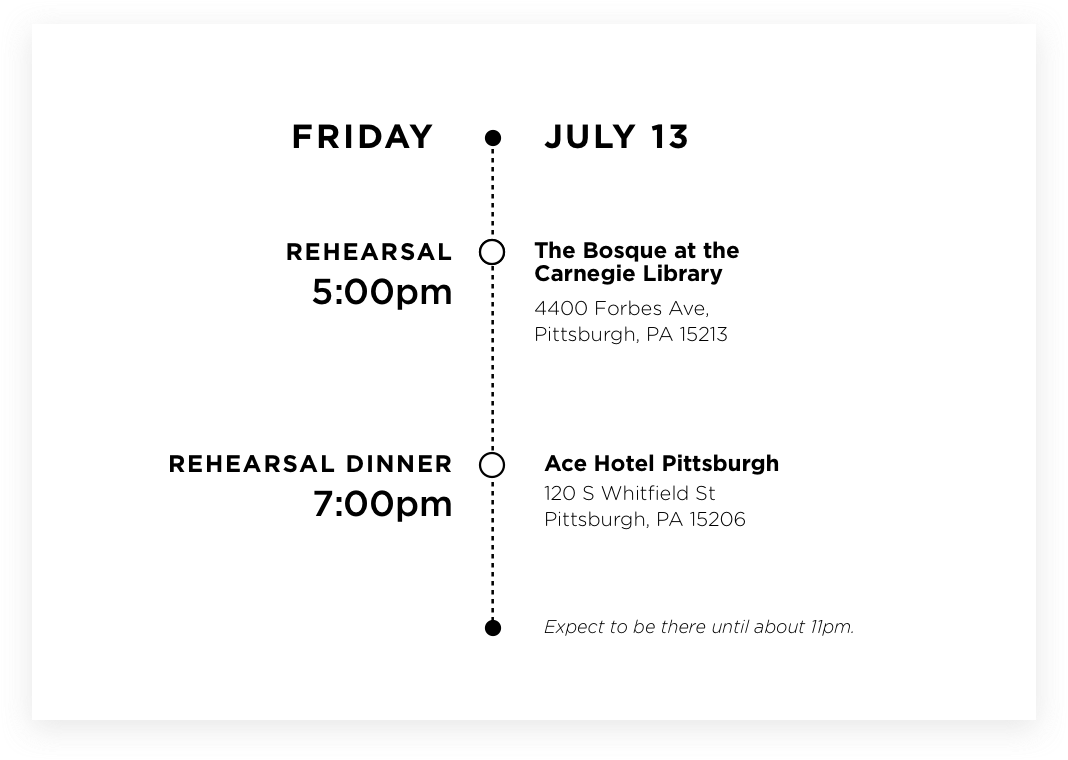 FRIDAY
JULY 13
REHEARSAL
5:00pm
The Bosque at the
Carnegie Library
4400 Forbes Ave,
Pittsburgh, PA 15213
REHEARSAL DINNER
7:00pm
Ace Hotel Pittsburgh
120 S Whitfield St
Pittsburgh, PA 15206
Expect to be there until about 11pm.